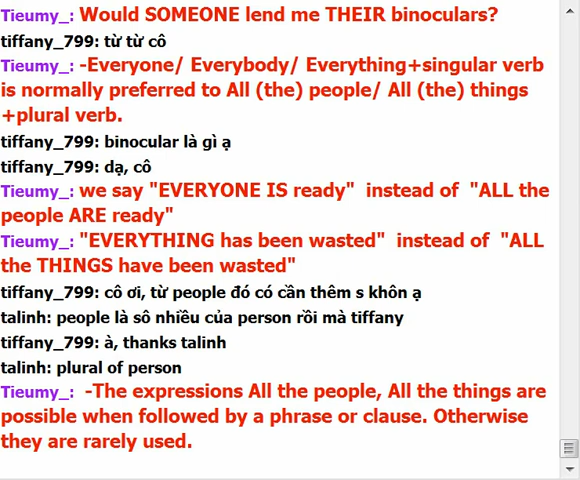 Tieumy_: Would SOMEONE lend me THEIR binoculars?
tiffany_799: từ từ cô
Tieumy_: -Everyone/ Everybody/ Everything+singular verb
is normally preferred to All (the) people/ All (the) things
+plural verb.
tiffany_799: binocular là gì ạ
tiffany_799: dạ, cô
Tieumy_: we say "EVERYONE IS ready"  instead of  "ALL the
people ARE ready"
Tieumy_: "EVERYTHING has been wasted"  instead of  "ALL
the THINGS have been wasted"
tiffany_799: cô ơi, từ people đó có cần thêm s khôn ạ
talinh: people là sô nhiều của person rồi mà tiffany
tiffany_799: à, thanks talinh
talinh: plural of person
Tieumy_:  -The expressions All the people, All the things are
possible when followed by a phrase or clause. Otherwise
they are rarely used.